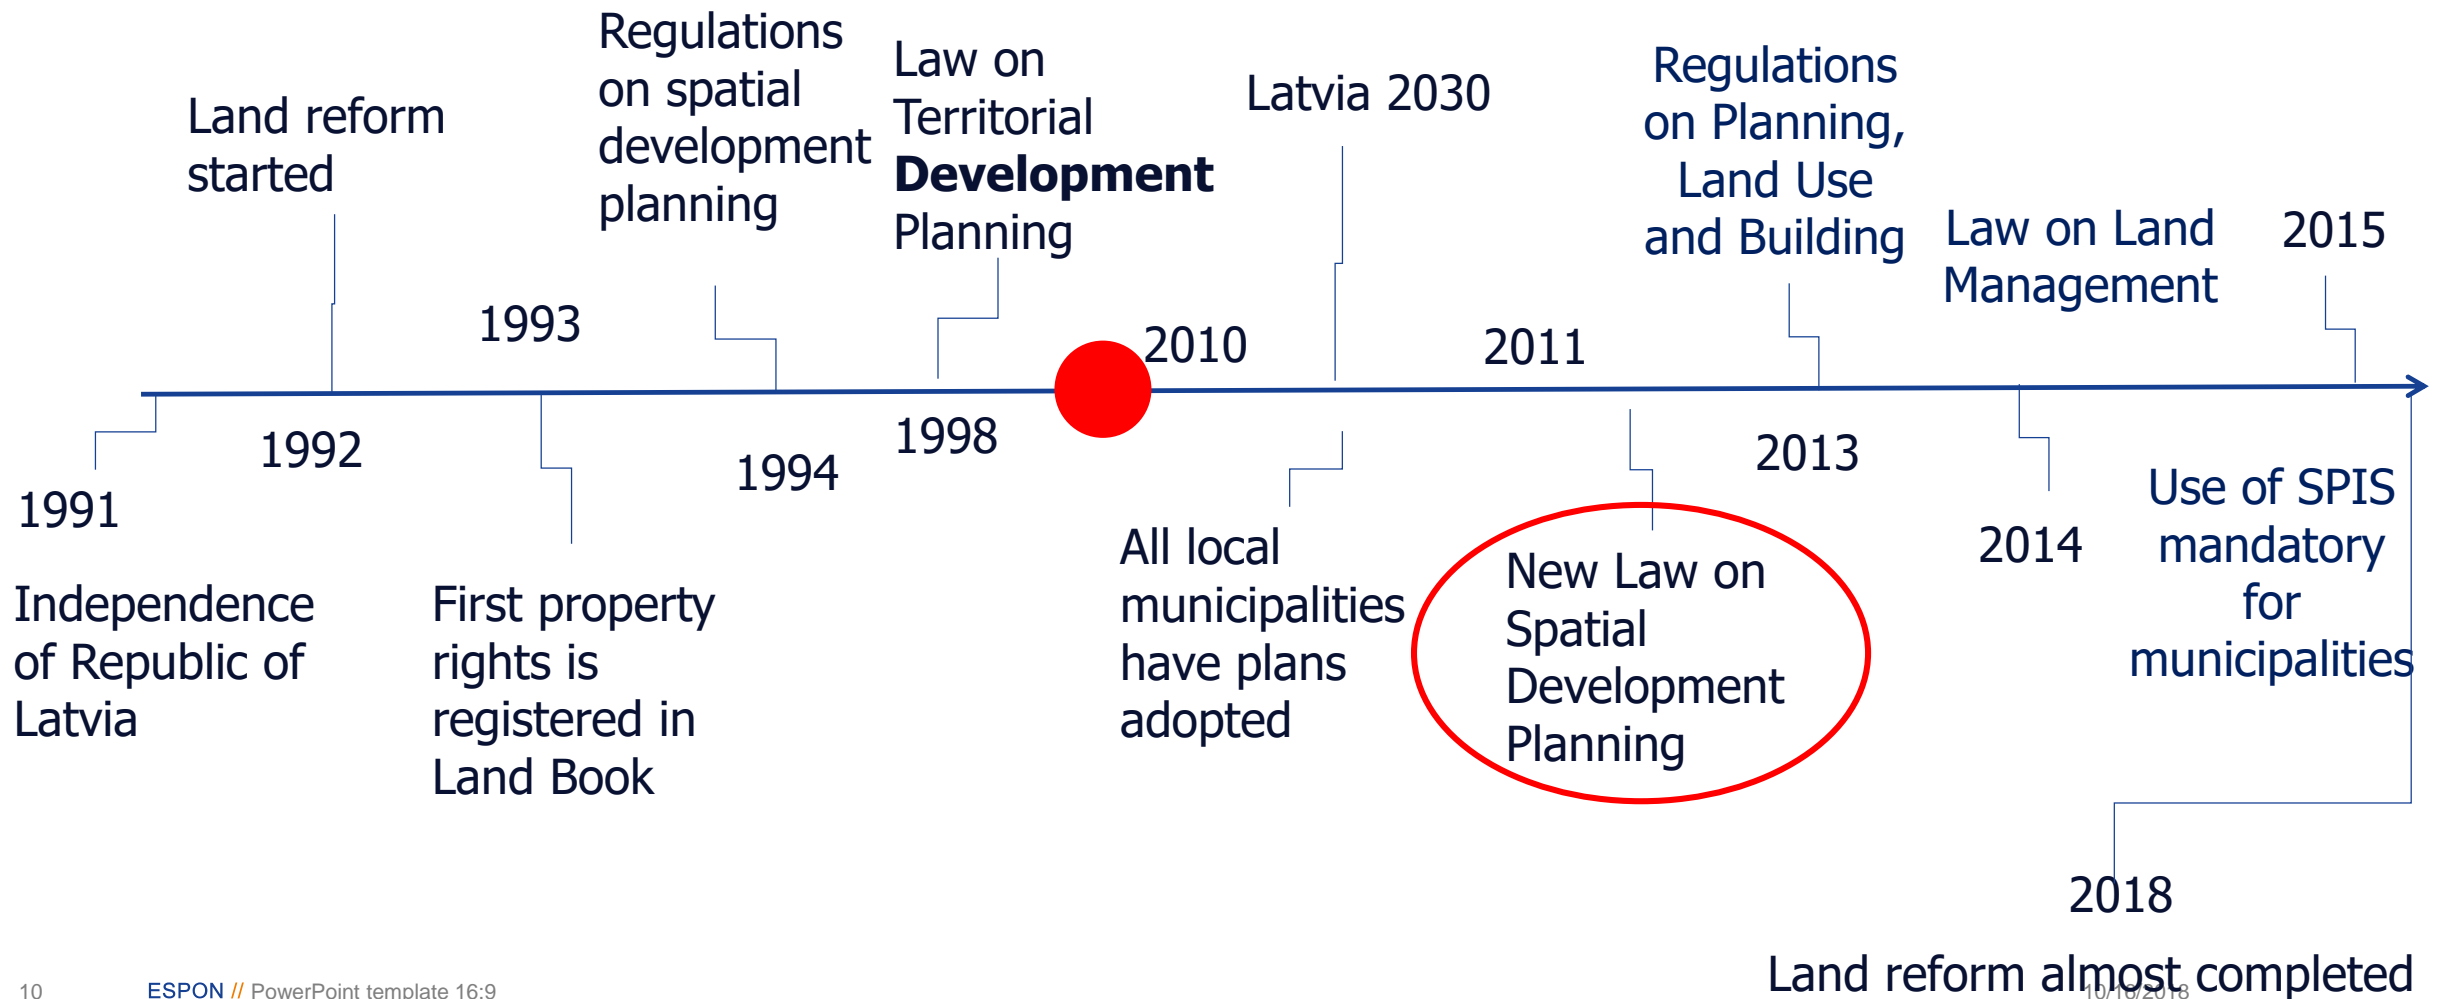 Regulations
on spatial
development
planning
Law on
Territorial
Development
Planning
Land reform
started
Latvia 2030
Regulations
on Planning,
Land Use
and Building
Law on Land
Management
2015
1993
2010
2011
1992
1994
1998
2013
1991
2014
Independence
of Republic of
Latvia
First property
rights is
registered in
Land Book
All local
municipalities
have plans
adopted
New Law on
Spatial
Development
Planning
Use of SPIS
mandatory
for
municipalities
2018
Land reform almost completed
10
ESPON // PowerPoint template 16:9
10/16/2018